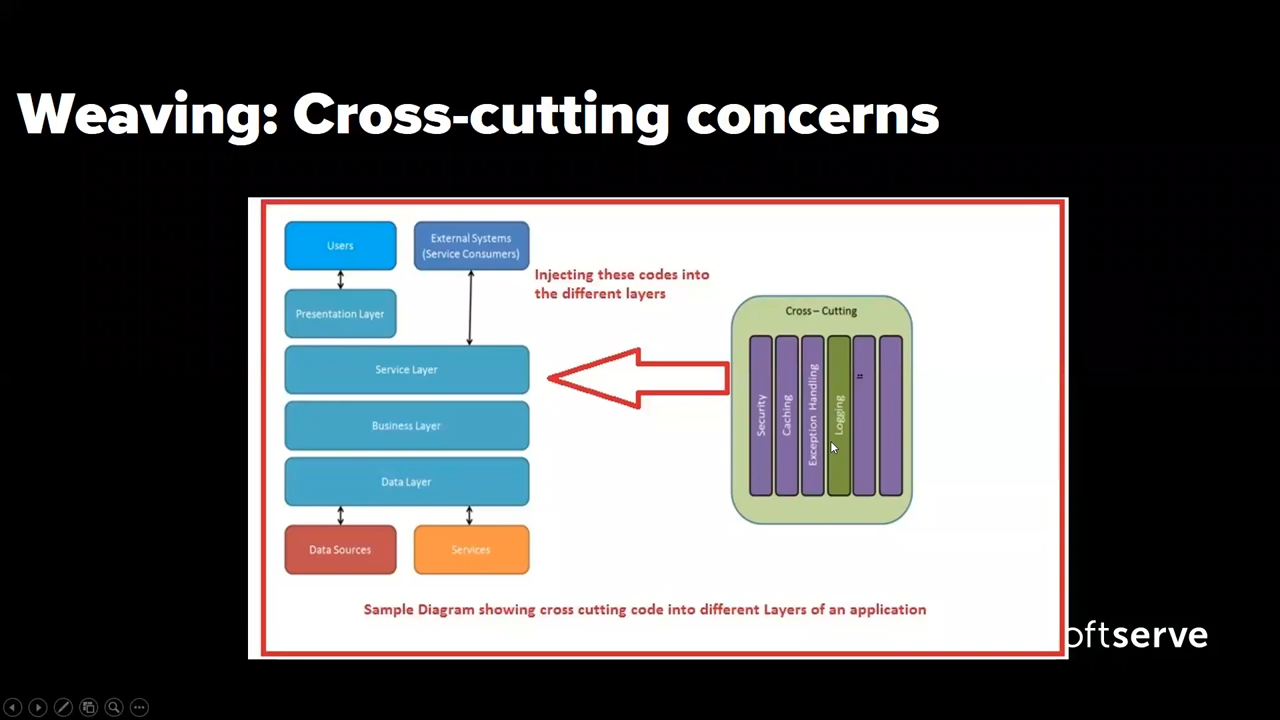 Weaving: Cross-cutting concerns
Users
External Systems
(Service Consumers)
Injecting these codes into
the different layers
Presentation Layer
Cross – Cutting
Service Layer
Business Layer
Data Layer
Security
Caching
Exception Handling
Logging
::
Data Sources
Services
Sample Diagram showing cross cutting code into different Layers of an application
oftserve